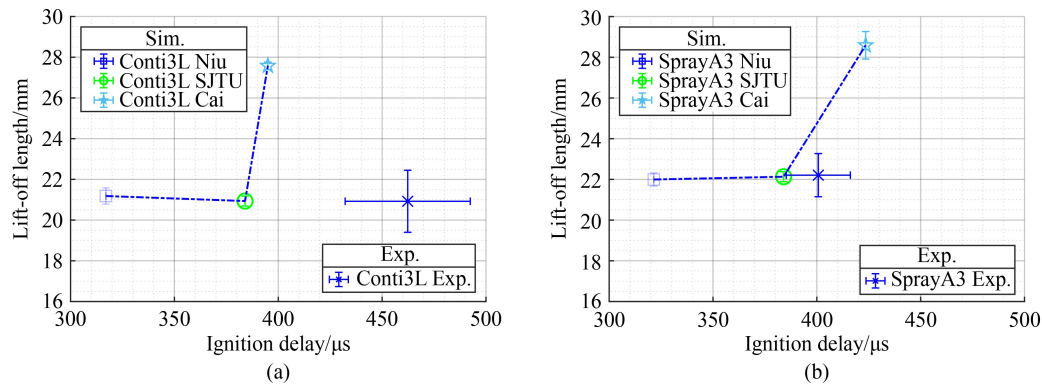 30
28
26
24
22
20
18
16
Lift-off length/mm
Sim.
Conti3L Niu
Conti3L SJTU
Conti3L Cai
Exp.
Conti3L Exp.
300 350 400 450 500
Ignition delay/μs
(a)
30
28
26
24
22
20
18
16
Lift-off length/mm
Sim.
SprayA3 Niu
SprayA3 SJTU
SprayA3 Cai
Exp.
SprayA3 Exp.
300 350 400 450 500
Ignition delay/μs
(b)